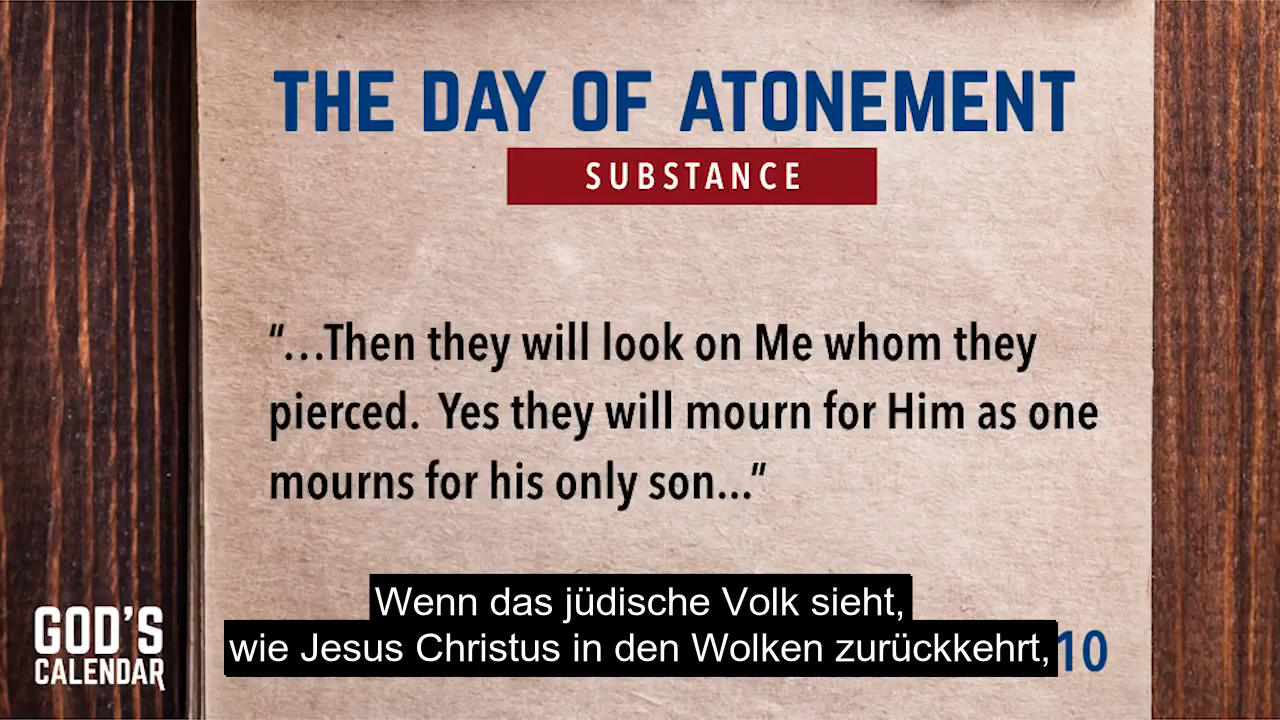 THE DAY OF ATONEMENT
SUBSTANCE
“…Then they will look on Me whom they
pierced. Yes they will mourn for Him as one
mourns for his only son...”
Wenn das jüdische Volk sieht,
wie Jesus Christus in den Wolken zurückkehrt,
10
GOD'S
CALENDAR